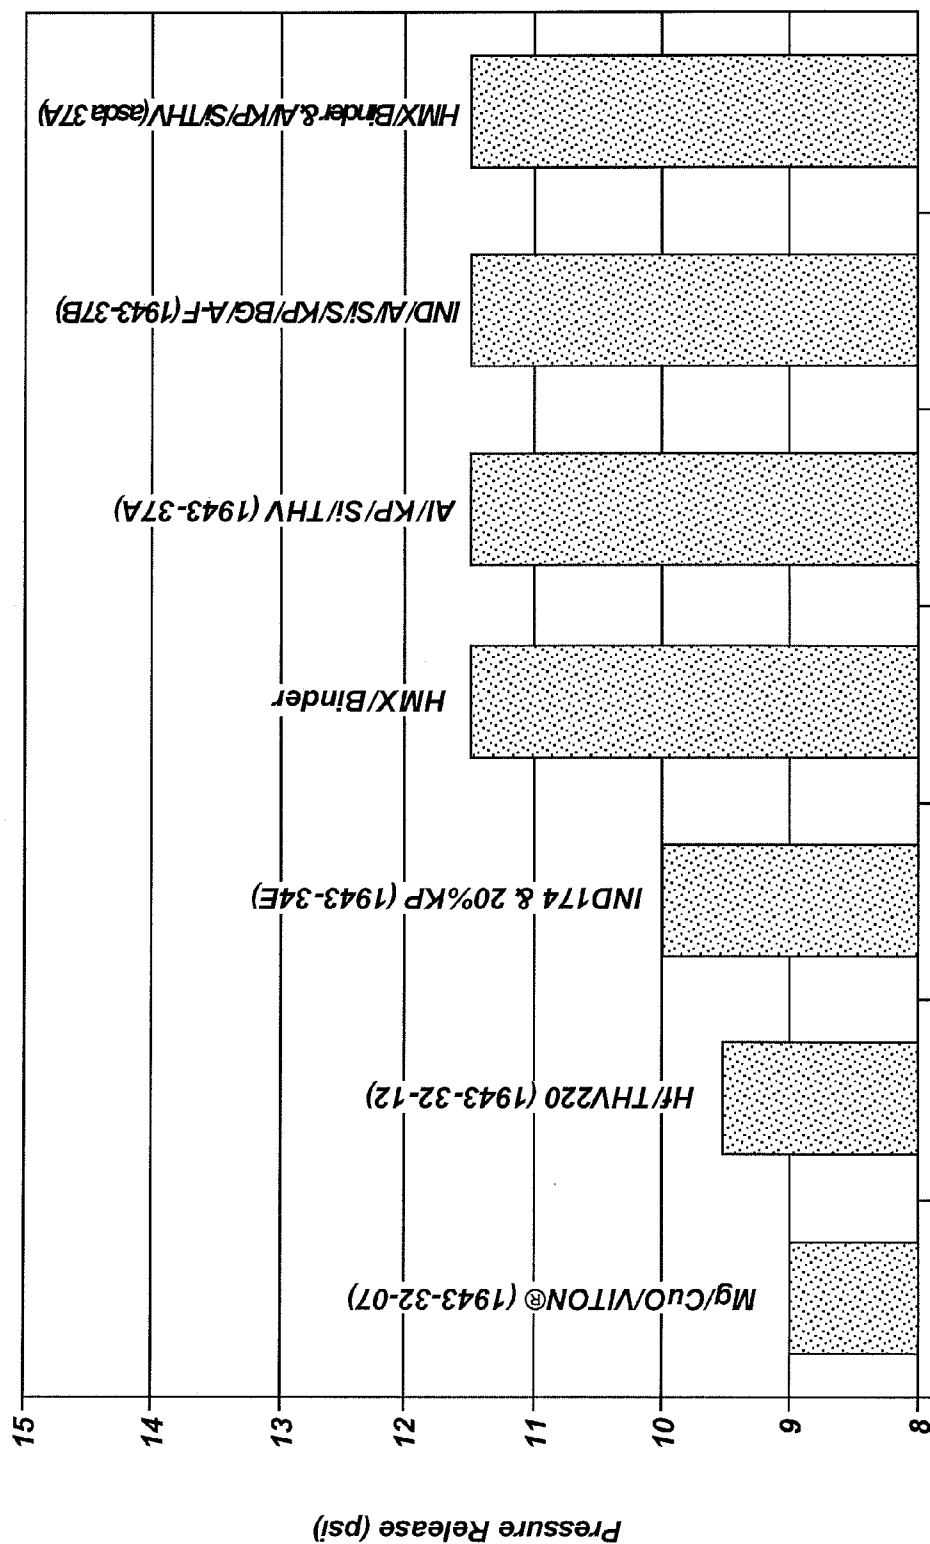 Pressure Release (psi)
15
14
13
12
11
10
9
8
Mg/CuO/VITON® (1943-32-07)
Hf/THV220 (1943-32-12)
IND174 & 20%KP (1943-34E)
HMX/Binder
Al/KP/Si/THV (1943-37A)
IND/Al/Si/S/KP/BG/A-F (1943-37B)
HMX/Binder & Al/KP/Si/THV (asda 37A)